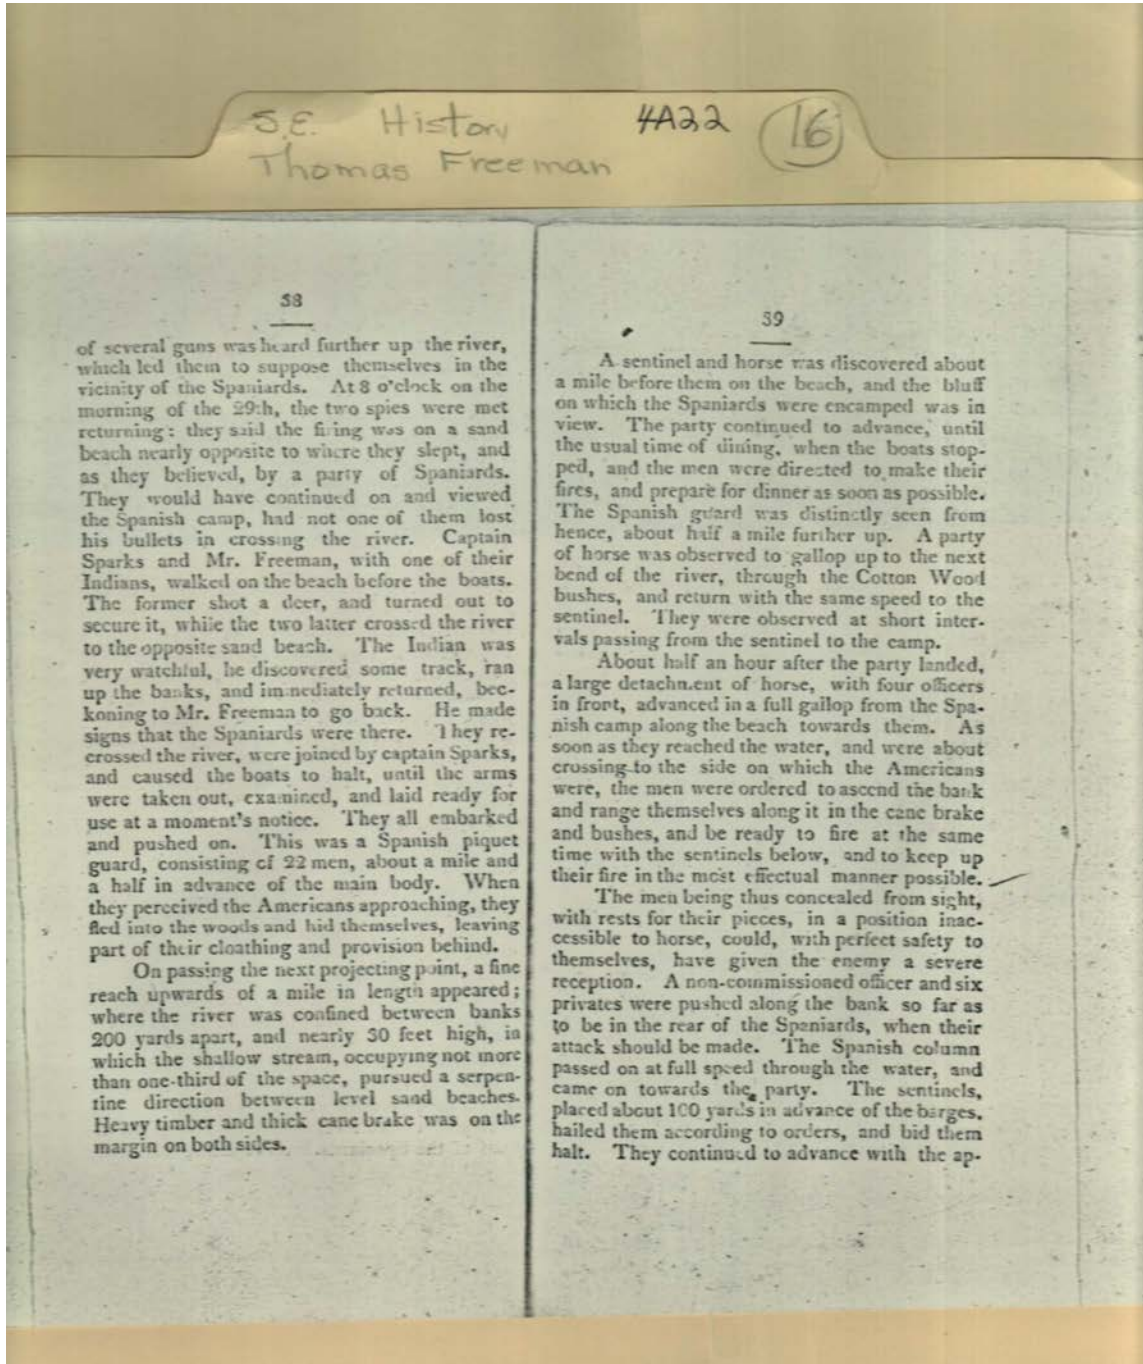 S.E. History 4A22 16
Thomas Freeman
38
of several guns was heard further up the river,
which led them to suppose themselves in the
vicinity of the Spaniards. At 8 o'clock on the
morning of the 29th, the two spies were met
returning: they said the firing was on a sand
beach nearly opposite to where they slept, and
as they believed, by a party of Spaniards.
They would have continued on and viewed
the Spanish camp, had not one of them lost
his bullets in crossing the river. Captain
Sparks and Mr. Freeman, with one of their
Indians, walked on the beach before the boats.
The former shot a deer, and turned out to
secure it, while the two latter crossed the river
to the opposite sand beach. The Indian was
very watchful, he discovered some track, ran
up the banks, and immediately returned, bec-
koning to Mr. Freeman to go back. He made
signs that the Spaniards were there. They re-
crossed the river, were joined by captain Sparks,
and caused the boats to halt, until the arms
were taken out, examined, and laid ready for
use at a moment's notice. They all embarked
and pushed on. This was a Spanish piquet
guard, consisting of 22 men, about a mile and
a half in advance of the main body. When
they perceived the Americans approaching, they
fled into the woods and hid themselves, leaving
part of their cloathing and provision behind.
On passing the next projecting point, a fine
reach upwards of a mile in length appeared;
where the river was confined between banks
200 yards apart, and nearly 30 feet high, in
which the shallow stream, occupying not more
than one-third of the space, pursued a serpen-
tine direction between level sand beaches.
Heavy timber and thick cane brake was on the
margin on both sides.
39
A sentinel and horse was discovered about
a mile before them on the beach, and the bluff
on which the Spaniards were encamped was in
view. The party continued to advance, until
the usual time of dining, when the boats stop-
ped, and the men were directed to make their
fires, and prepare for dinner as soon as possible.
The Spanish guard was distinctly seen from
hence, about half a mile further up. A party
of horse was observed to gallop up to the next
bend of the river, through the Cotton Wood
bushes, and return with the same speed to the
sentinel. They were observed at short inter-
vals passing from the sentinel to the camp.
About half an hour after the party landed,
a large detachment of horse, with four officers
in front, advanced in a full gallop from the Spa-
nish camp along the beach towards them. As
soon as they reached the water, and were about
crossing to the side on which the Americans
were, the men were ordered to ascend the bank
and range themselves along it in the cane brake
and bushes, and be ready to fire at the same
time with the sentinels below, and to keep up
their fire in the most effectual manner possible.
The men being thus concealed from sight,
with rests for their pieces, in a position inac-
cessible to horse, could, with perfect safety to
themselves, have given the enemy a severe
reception. A non-commissioned officer and six
privates were pushed along the bank so far as
to be in the rear of the Spaniards, when their
attack should be made. The Spanish column
passed on at full speed through the water, and
came on towards the party. The sentinels,
placed about 100 yards in advance of the barges,
hailed them according to orders, and bid them
halt. They continued to advance with the ap-